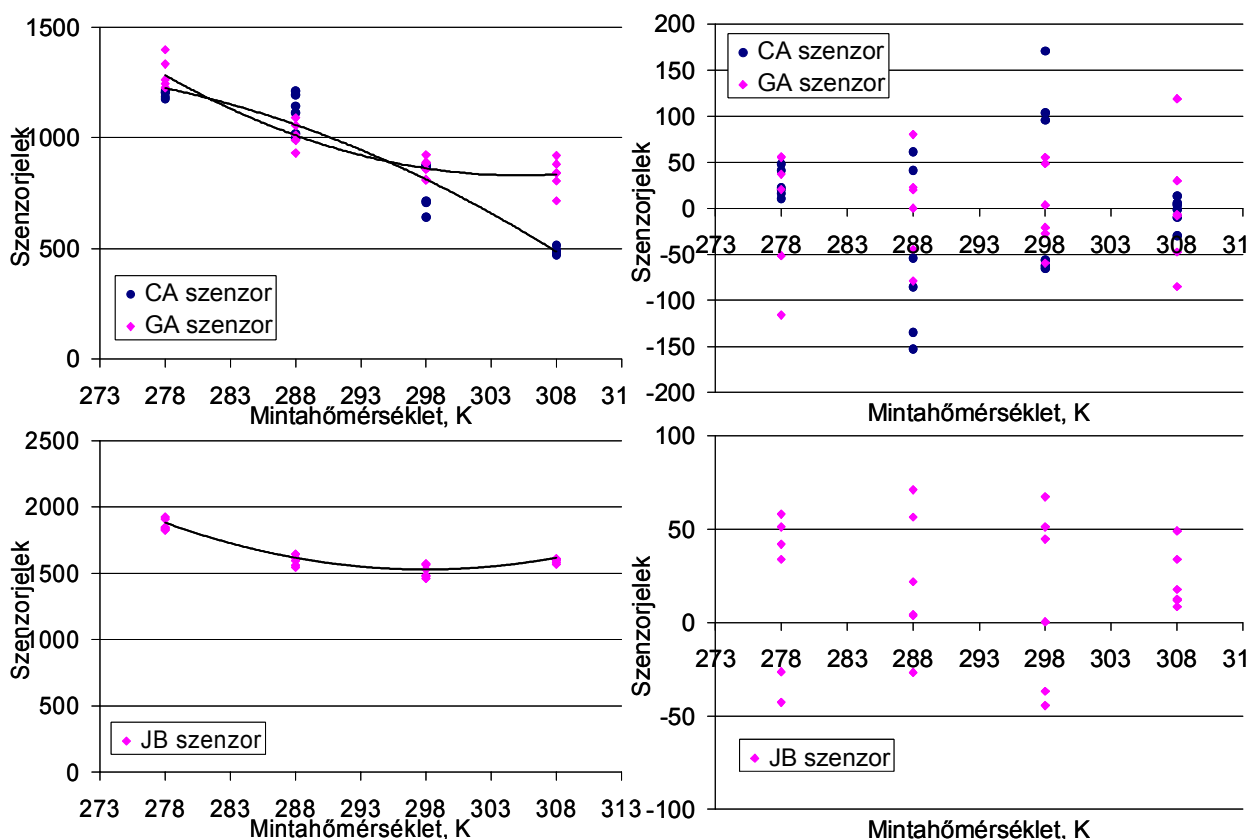 Szenzorjelek
1500
1000
500
0
CA szenzor
GA szenzor
273 278 283 288 293 298 303 308 31
Mintahőmérséklet, K
Szenzorjelek
200
150
100
50
0
-50
-100
-150
-200
CA szenzor
GA szenzor
273 278 283 288 293 298 303 308 31
Mintahőmérséklet, K
Szenzorjelek
2500
2000
1500
1000
500
0
JB szenzor
273 278 283 288 293 298 303 308 313
Mintahőmérséklet, K
Szenzorjelek
100
50
0
-50
-100
273 278 283 288 293 298 303 308 31
JB szenzor
Mintahőmérséklet, K